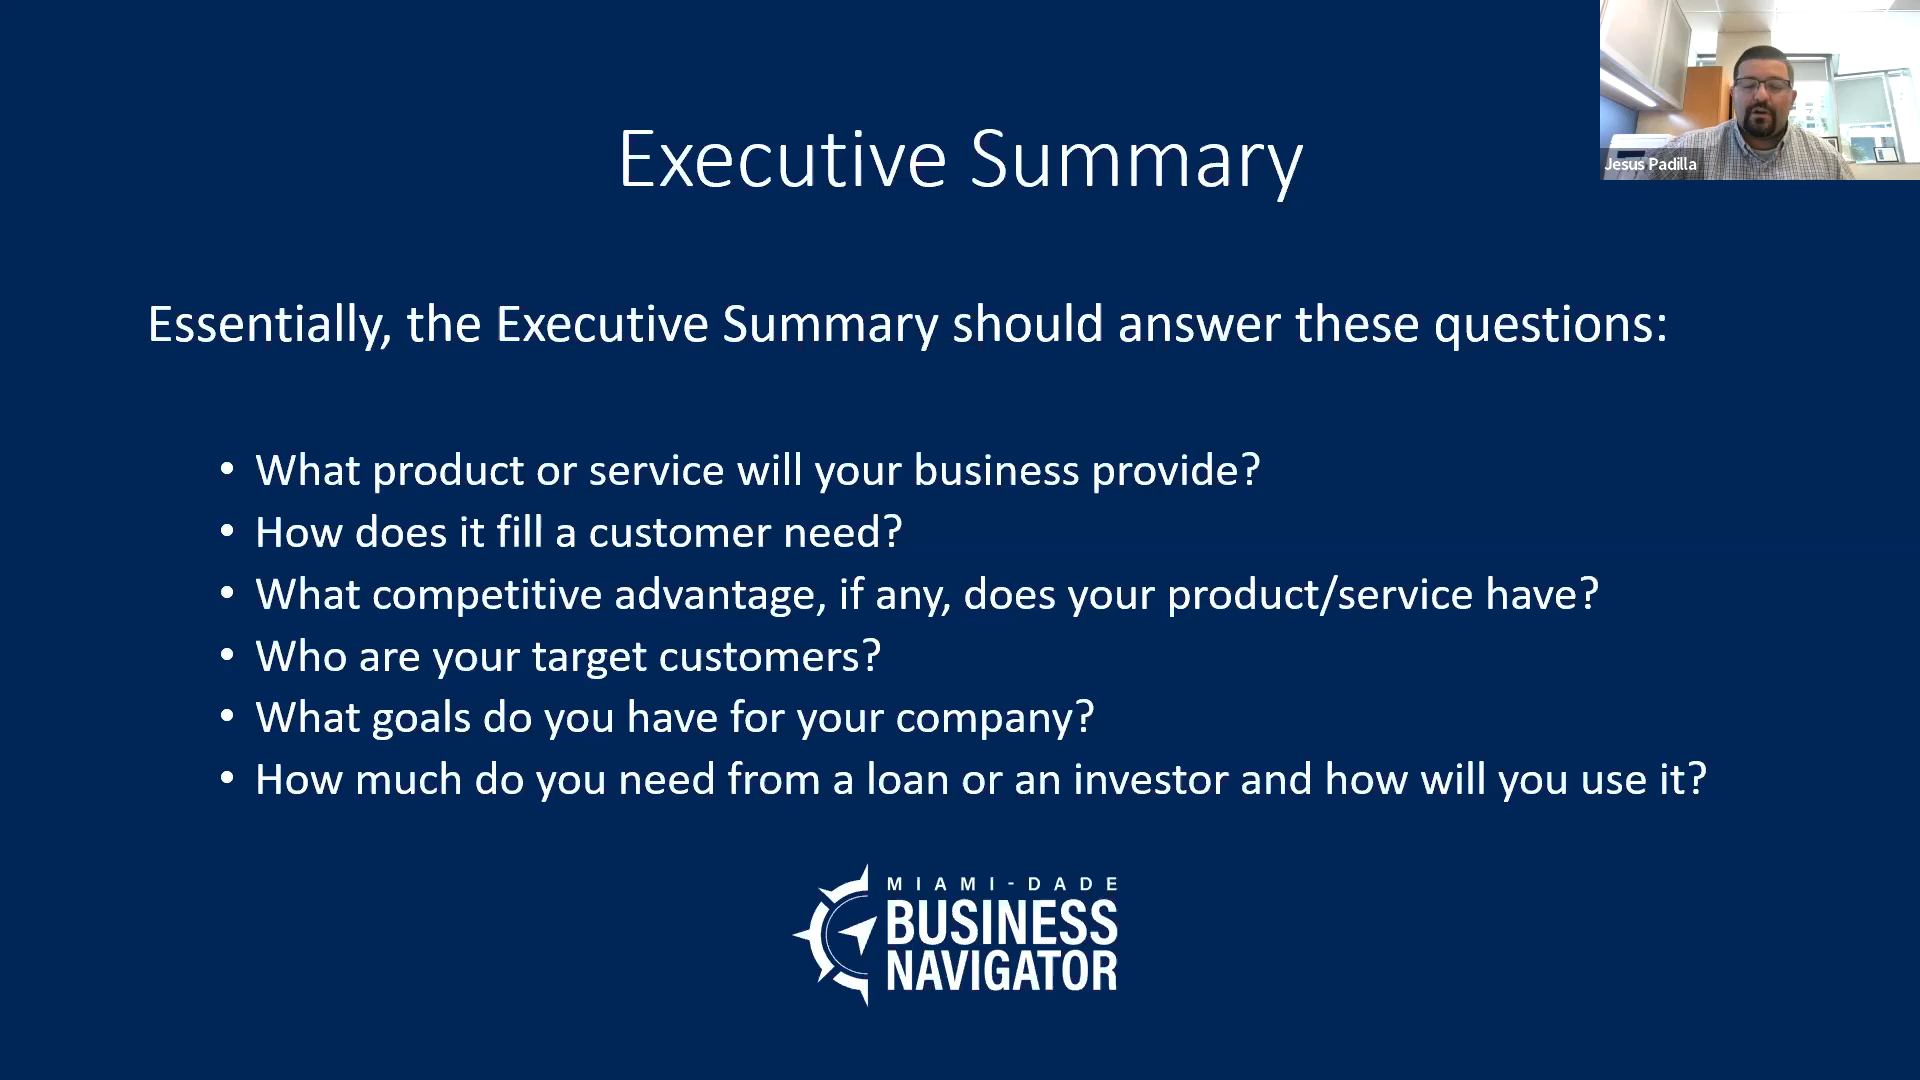 Executive Summary
Jesus Padilla
Essentially, the Executive Summary should answer these questions:
• What product or service will your business provide?
• How does it fill a customer need?
• What competitive advantage, if any, does your product/service have?
• Who are your target customers?
• What goals do you have for your company?
• How much do you need from a loan or an investor and how will you use it?
MIAMI-DADE
BUSINESS
NAVIGATOR